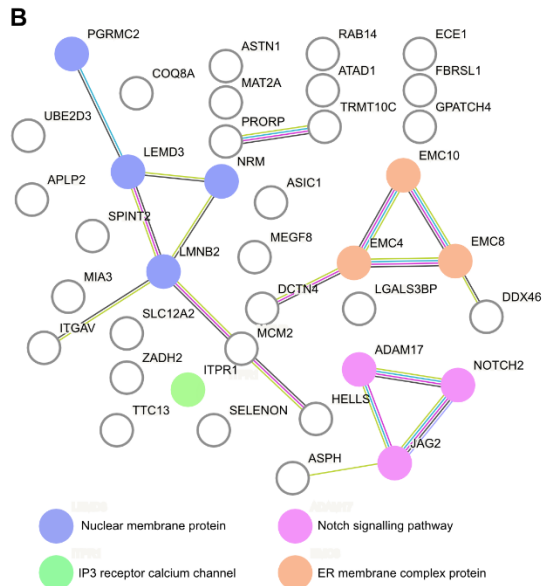 B
PGRMC2
ASTN1
RAB14
ECE1
COQ8A
MAT2A
ATAD1
FBRSL1
UBE2D3
PRORP
TRMT10C
GPATCH4
LEMD3
NRM
EMC10
APLP2
ASIC1
SPINT2
LMNB2
MEGF8
EMC4
EMC8
MIA3
DCTN4
LGALS3BP
DDX46
ITGAV
SLC12A2
MCM2
ADAM17
NOTCH2
ZADH2
ITPR1
HELLS
TTC13
SELENON
JAG2
ASPH
Nuclear membrane protein
Notch signalling pathway
IP3 receptor calcium channel
ER membrane complex protein